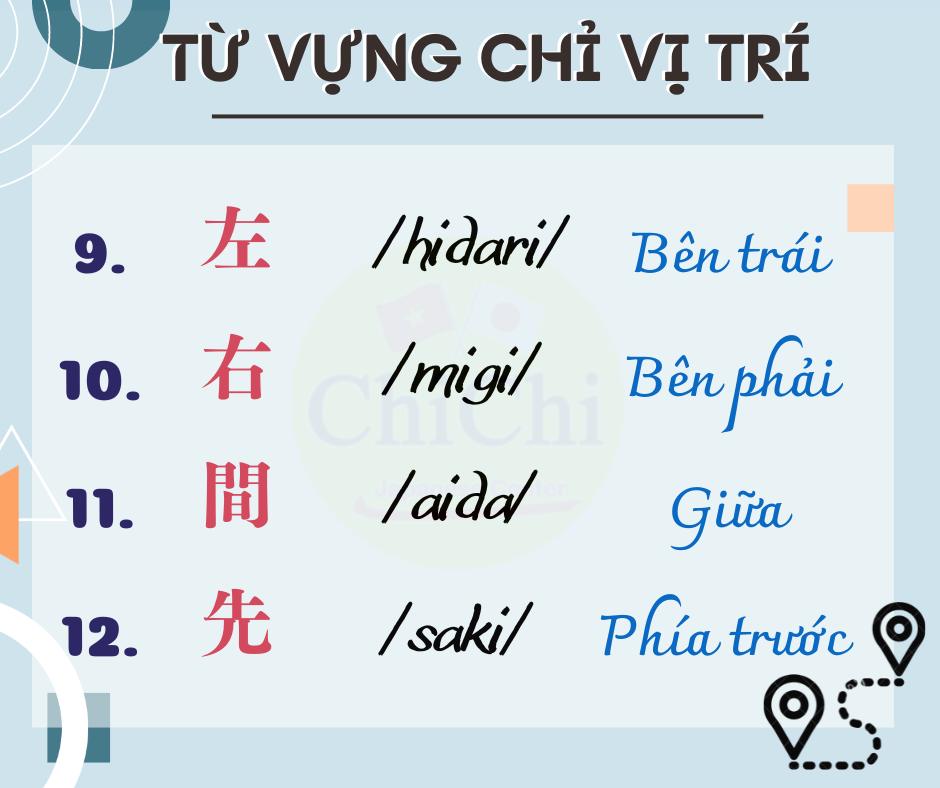 TỪ VỰNG CHỈ VỊ TRÍ
9. 左 /hidari/ Bên trái
10. 右 /migi/ Bên phải
11. 間 /aida/ Giữa
12. 先 /saki/ Phía trước
ChiChi